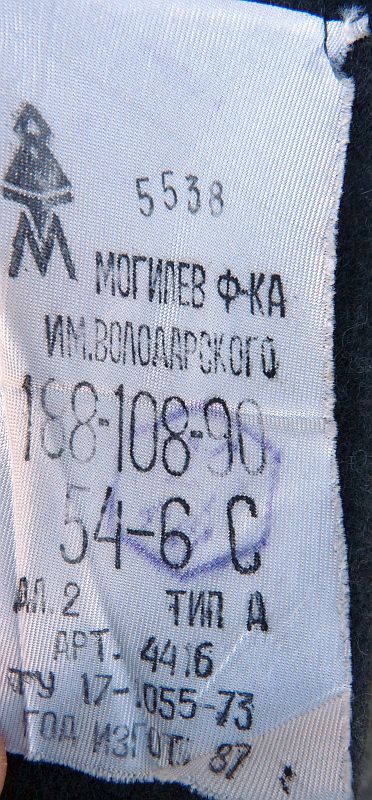 М
5538
МОГИЛЕВ Ф-КА
ИМ.ВОЛОДАРСКОГО
188-108-90
54-6 С
ДЛ. 2 ТИП А
АРТ. 4416
ТУ 17-.055-73
ГОД ИЗГОТ. 87